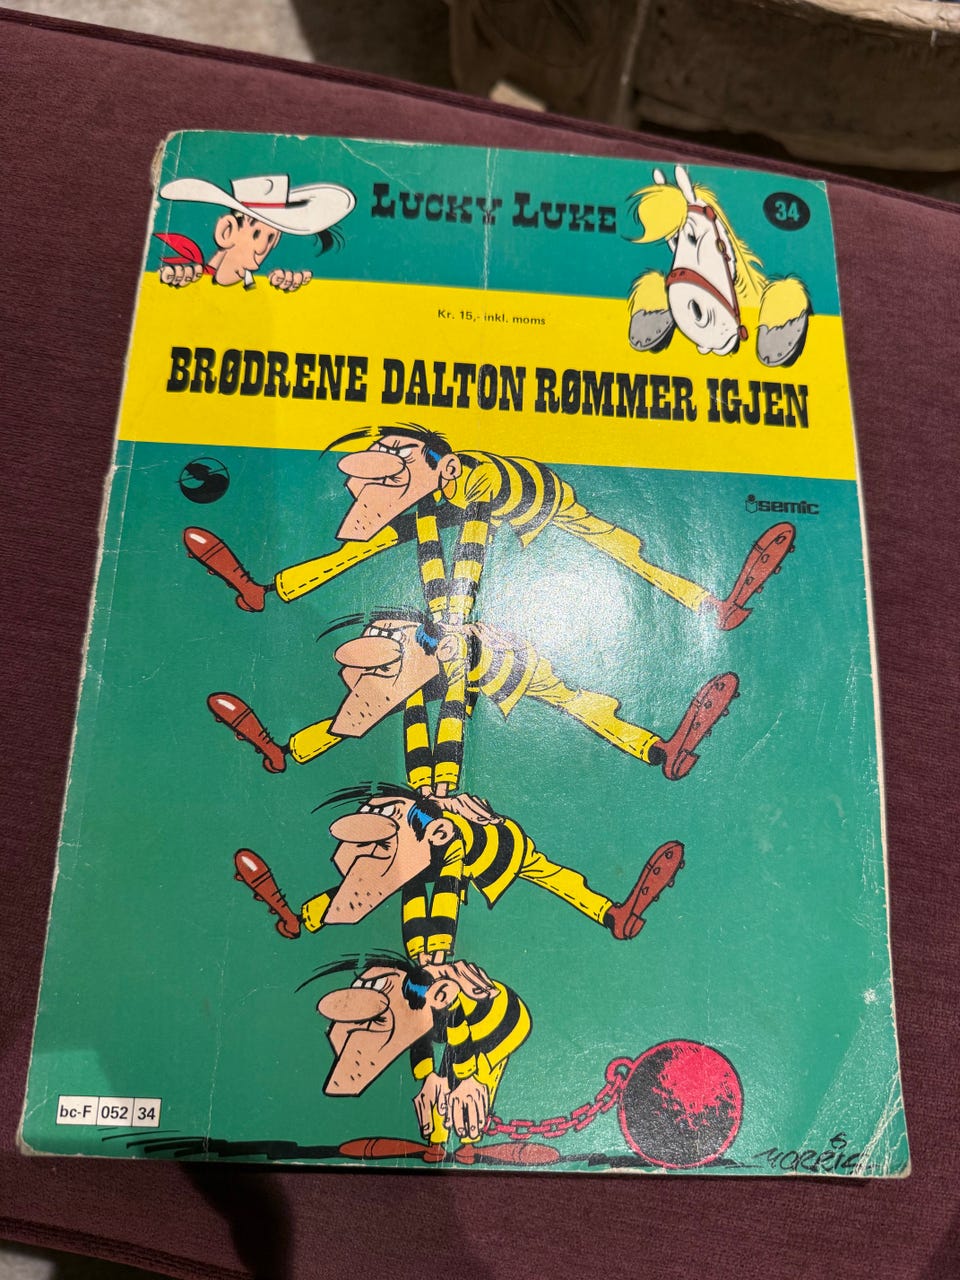 LUCKY LUKE
34
Kr. 15,- inkl. moms
BRØDRENE DALTON RØMMER IGJEN
semic
bc-F 052 34
MORRIS